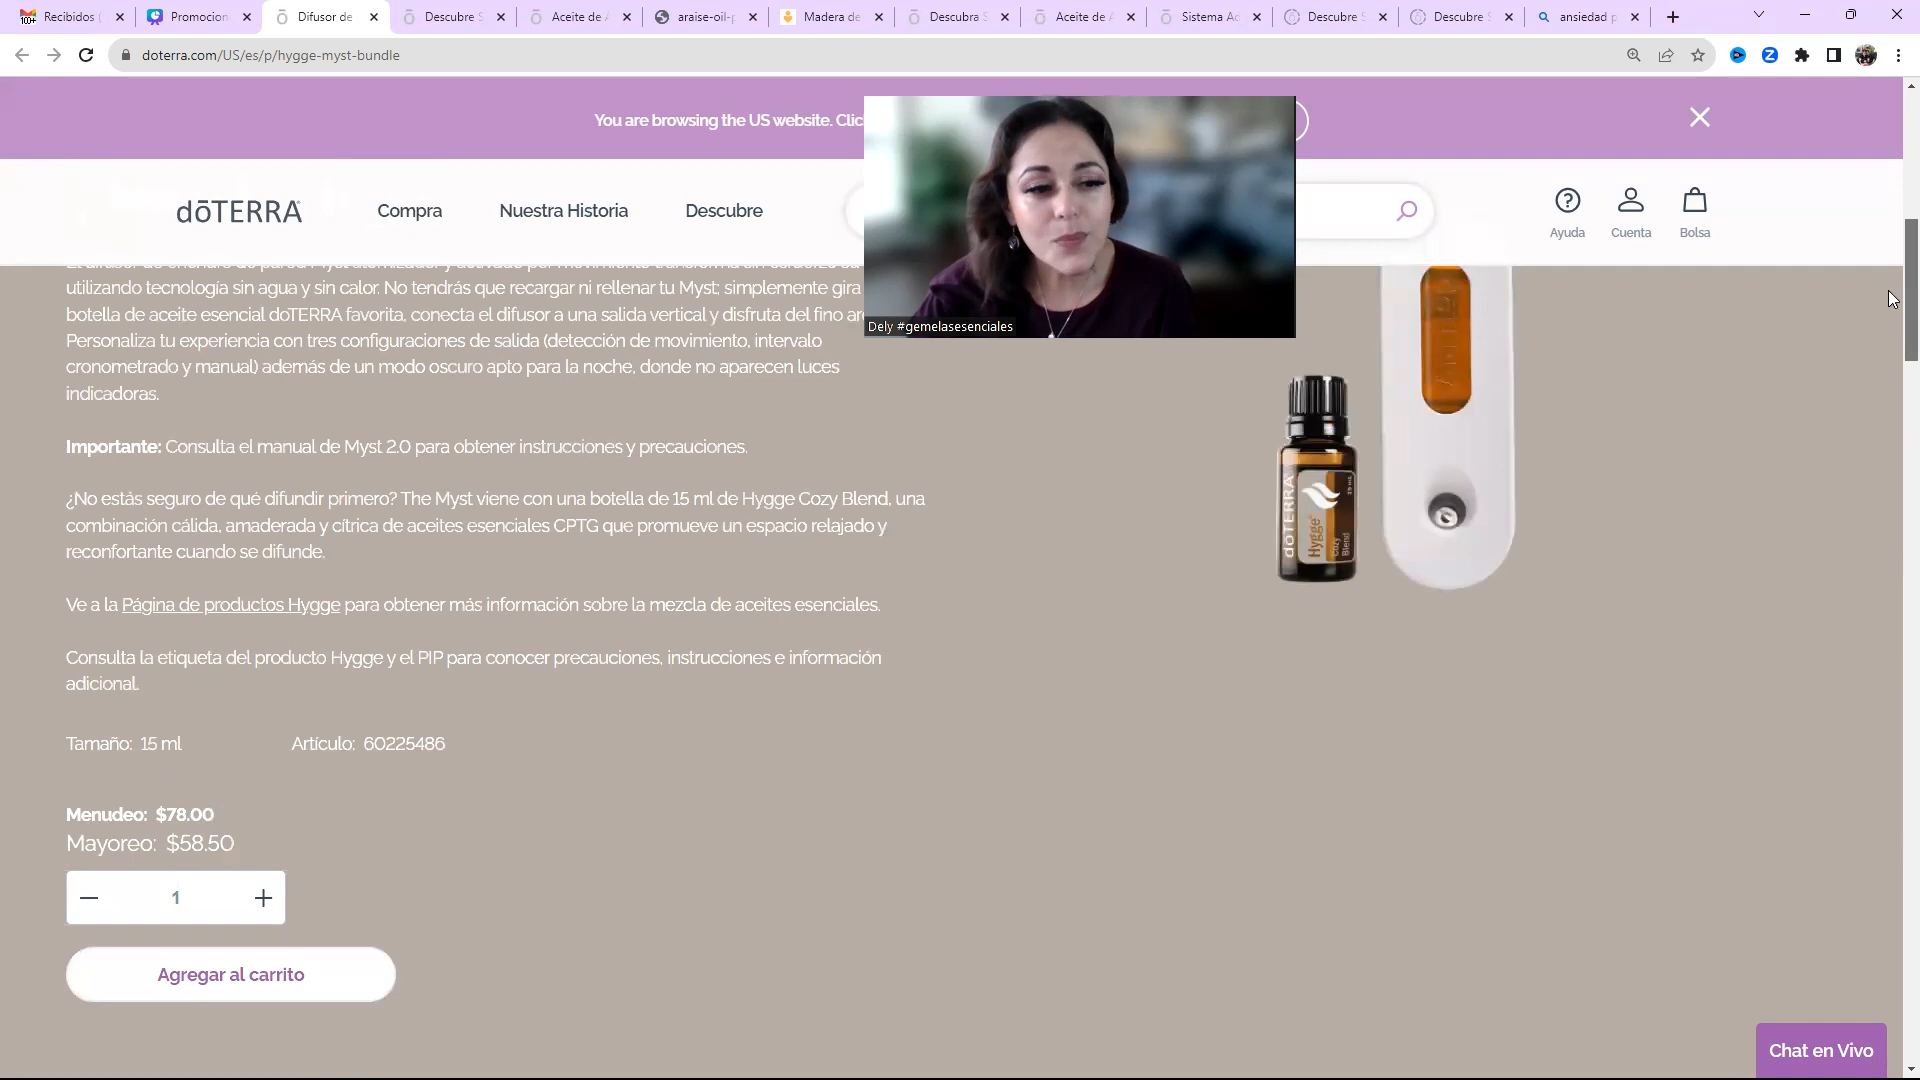 Recibidos (
Promocion
Difusor de
Descubre S
Aceite de A
araise-oil-p
Madera de
Descubra S
Aceite de A
Sistema Ad
Descubre S
Descubre S
ansiedad p
doterra.com/US/es/p/hygge-myst-bundle
You are browsing the US website. Clic
dōTERRA
Compra
Nuestra Historia
Descubre
Ayuda
Cuenta
Bolsa
utilizando tecnología sin agua y sin calor. No tendrás que recargar ni rellenar tu Myst; simplemente gira
botella de aceite esencial doTERRA favorita, conecta el difusor a una salida vertical y disfruta del fino
Personaliza tu experiencia con tres configuraciones de salida (detección de movimiento, intervalo
cronometrado y manual) además de un modo oscuro apto para la noche, donde no aparecen luces
indicadoras.
Importante: Consulta el manual de Myst 2.0 para obtener instrucciones y precauciones.
¿No estás seguro de qué difundir primero? The Myst viene con una botella de 15 ml de Hygge Cozy Blend, una
combinación cálida, amaderada y cítrica de aceites esenciales CPTG que promueve un espacio relajado y
reconfortante cuando se difunde.
Ve a la Página de productos Hygge para obtener más información sobre la mezcla de aceites esenciales.
Consulta la etiqueta del producto Hygge y el PIP para conocer precauciones, instrucciones e información
adicional.
Tamaño: 15 ml
Artículo: 60225486
Menudeo: $78.00
Mayoreo: $58.50
1
Agregar al carrito
Dely #gemelasesenciales
dōTERRA
Hygge
Cozy
Blend
Chat en Vivo